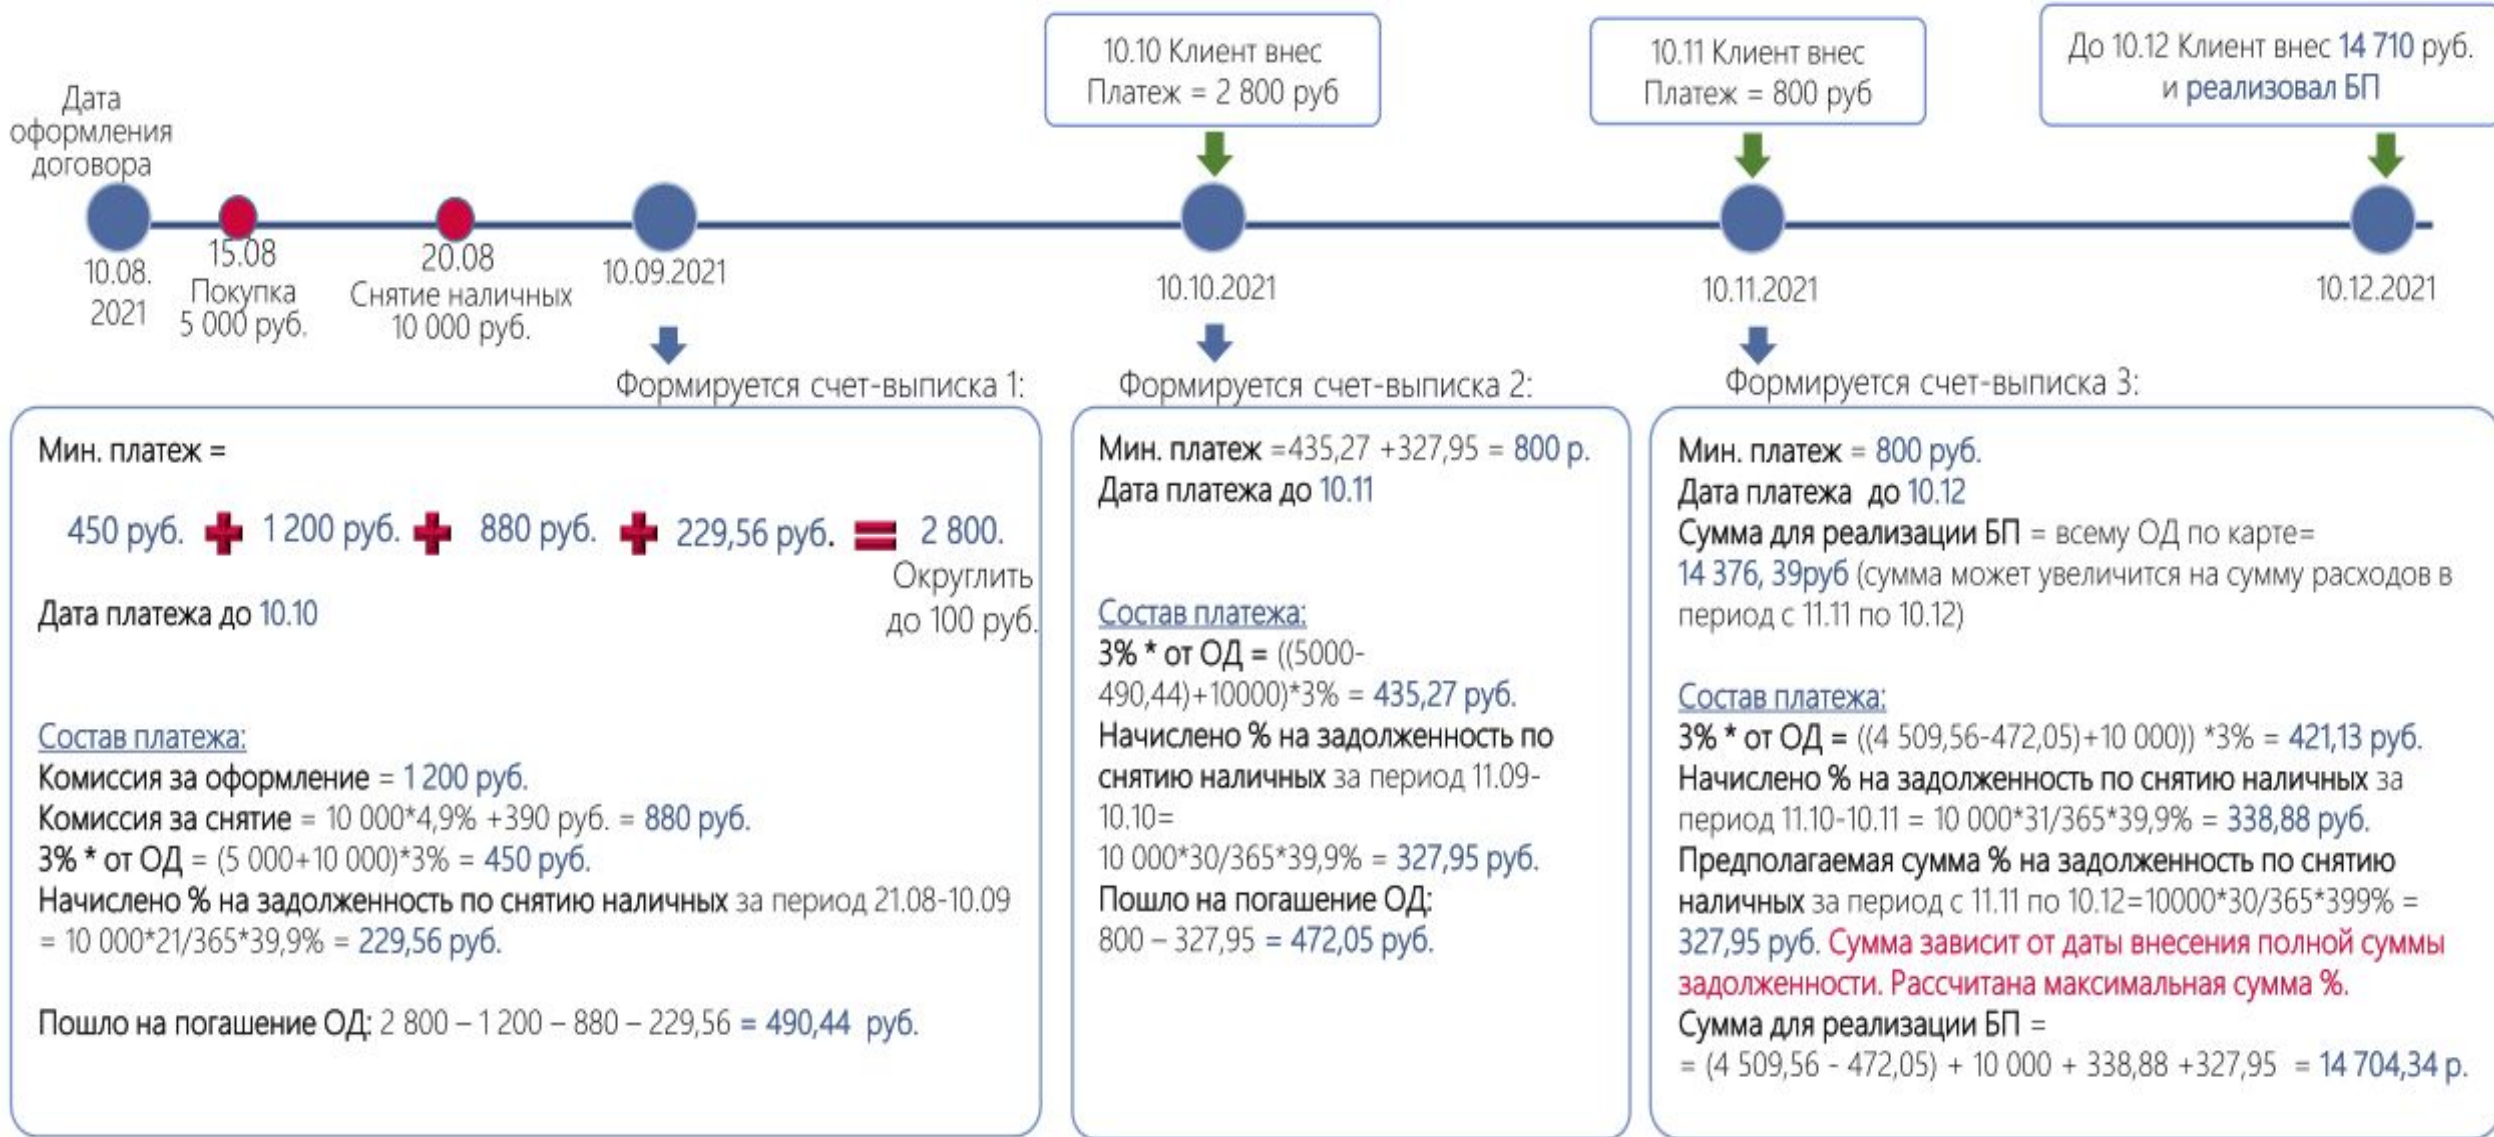 Дата
оформления
договора
10.10 Клиент внес
Платеж = 2 800 руб
10.11 Клиент внес
Платеж = 800 руб
До 10.12 Клиент внес 14 710 руб.
и реализовал БП
10.08.
2021
15.08
Покупка
5 000 руб.
20.08
Снятие наличных
10 000 руб.
10.09.2021
10.10.2021
10.11.2021
10.12.2021
Формируется счет-выписка 1:
Мин. платеж =
450 руб. + 1 200 руб. + 880 руб. + 229,56 руб. = 2 800.
Округлить
до 100 руб.
Дата платежа до 10.10
Состав платежа:
Комиссия за оформление = 1 200 руб.
Комиссия за снятие = 10 000*4,9% +390 руб. = 880 руб.
3% * от ОД = (5 000+10 000)*3% = 450 руб.
Начислено % на задолженность по снятию наличных за период 21.08-10.09
= 10 000*21/365*39,9% = 229,56 руб.
Пошло на погашение ОД: 2 800 – 1 200 – 880 – 229,56 = 490,44 руб.
Формируется счет-выписка 2:
Мин. платеж =435,27 +327,95 = 800 р.
Дата платежа до 10.11
Состав платежа:
3% * от ОД = ((5000-
490,44)+10000)*3% = 435,27 руб.
Начислено % на задолженность по
снятию наличных за период 11.09-
10.10=
10 000*30/365*39,9% = 327,95 руб.
Пошло на погашение ОД:
800 – 327,95 = 472,05 руб.
Формируется счет-выписка 3:
Мин. платеж = 800 руб.
Дата платежа до 10.12
Сумма для реализации БП = всему ОД по карте=
14 376, 39руб (сумма может увеличится на сумму расходов в
период с 11.11 по 10.12)
Состав платежа:
3% * от ОД = ((4 509,56-472,05)+10 000)) *3% = 421,13 руб.
Начислено % на задолженность по снятию наличных за
период 11.10-10.11 = 10 000*31/365*39,9% = 338,88 руб.
Предполагаемая сумма % на задолженность по снятию
наличных за период с 11.11 по 10.12=10000*30/365*399% =
327,95 руб. Сумма зависит от даты внесения полной суммы
задолженности. Рассчитана максимальная сумма %.
Сумма для реализации БП =
= (4 509,56 - 472,05) + 10 000 + 338,88 +327,95 = 14 704,34 р.